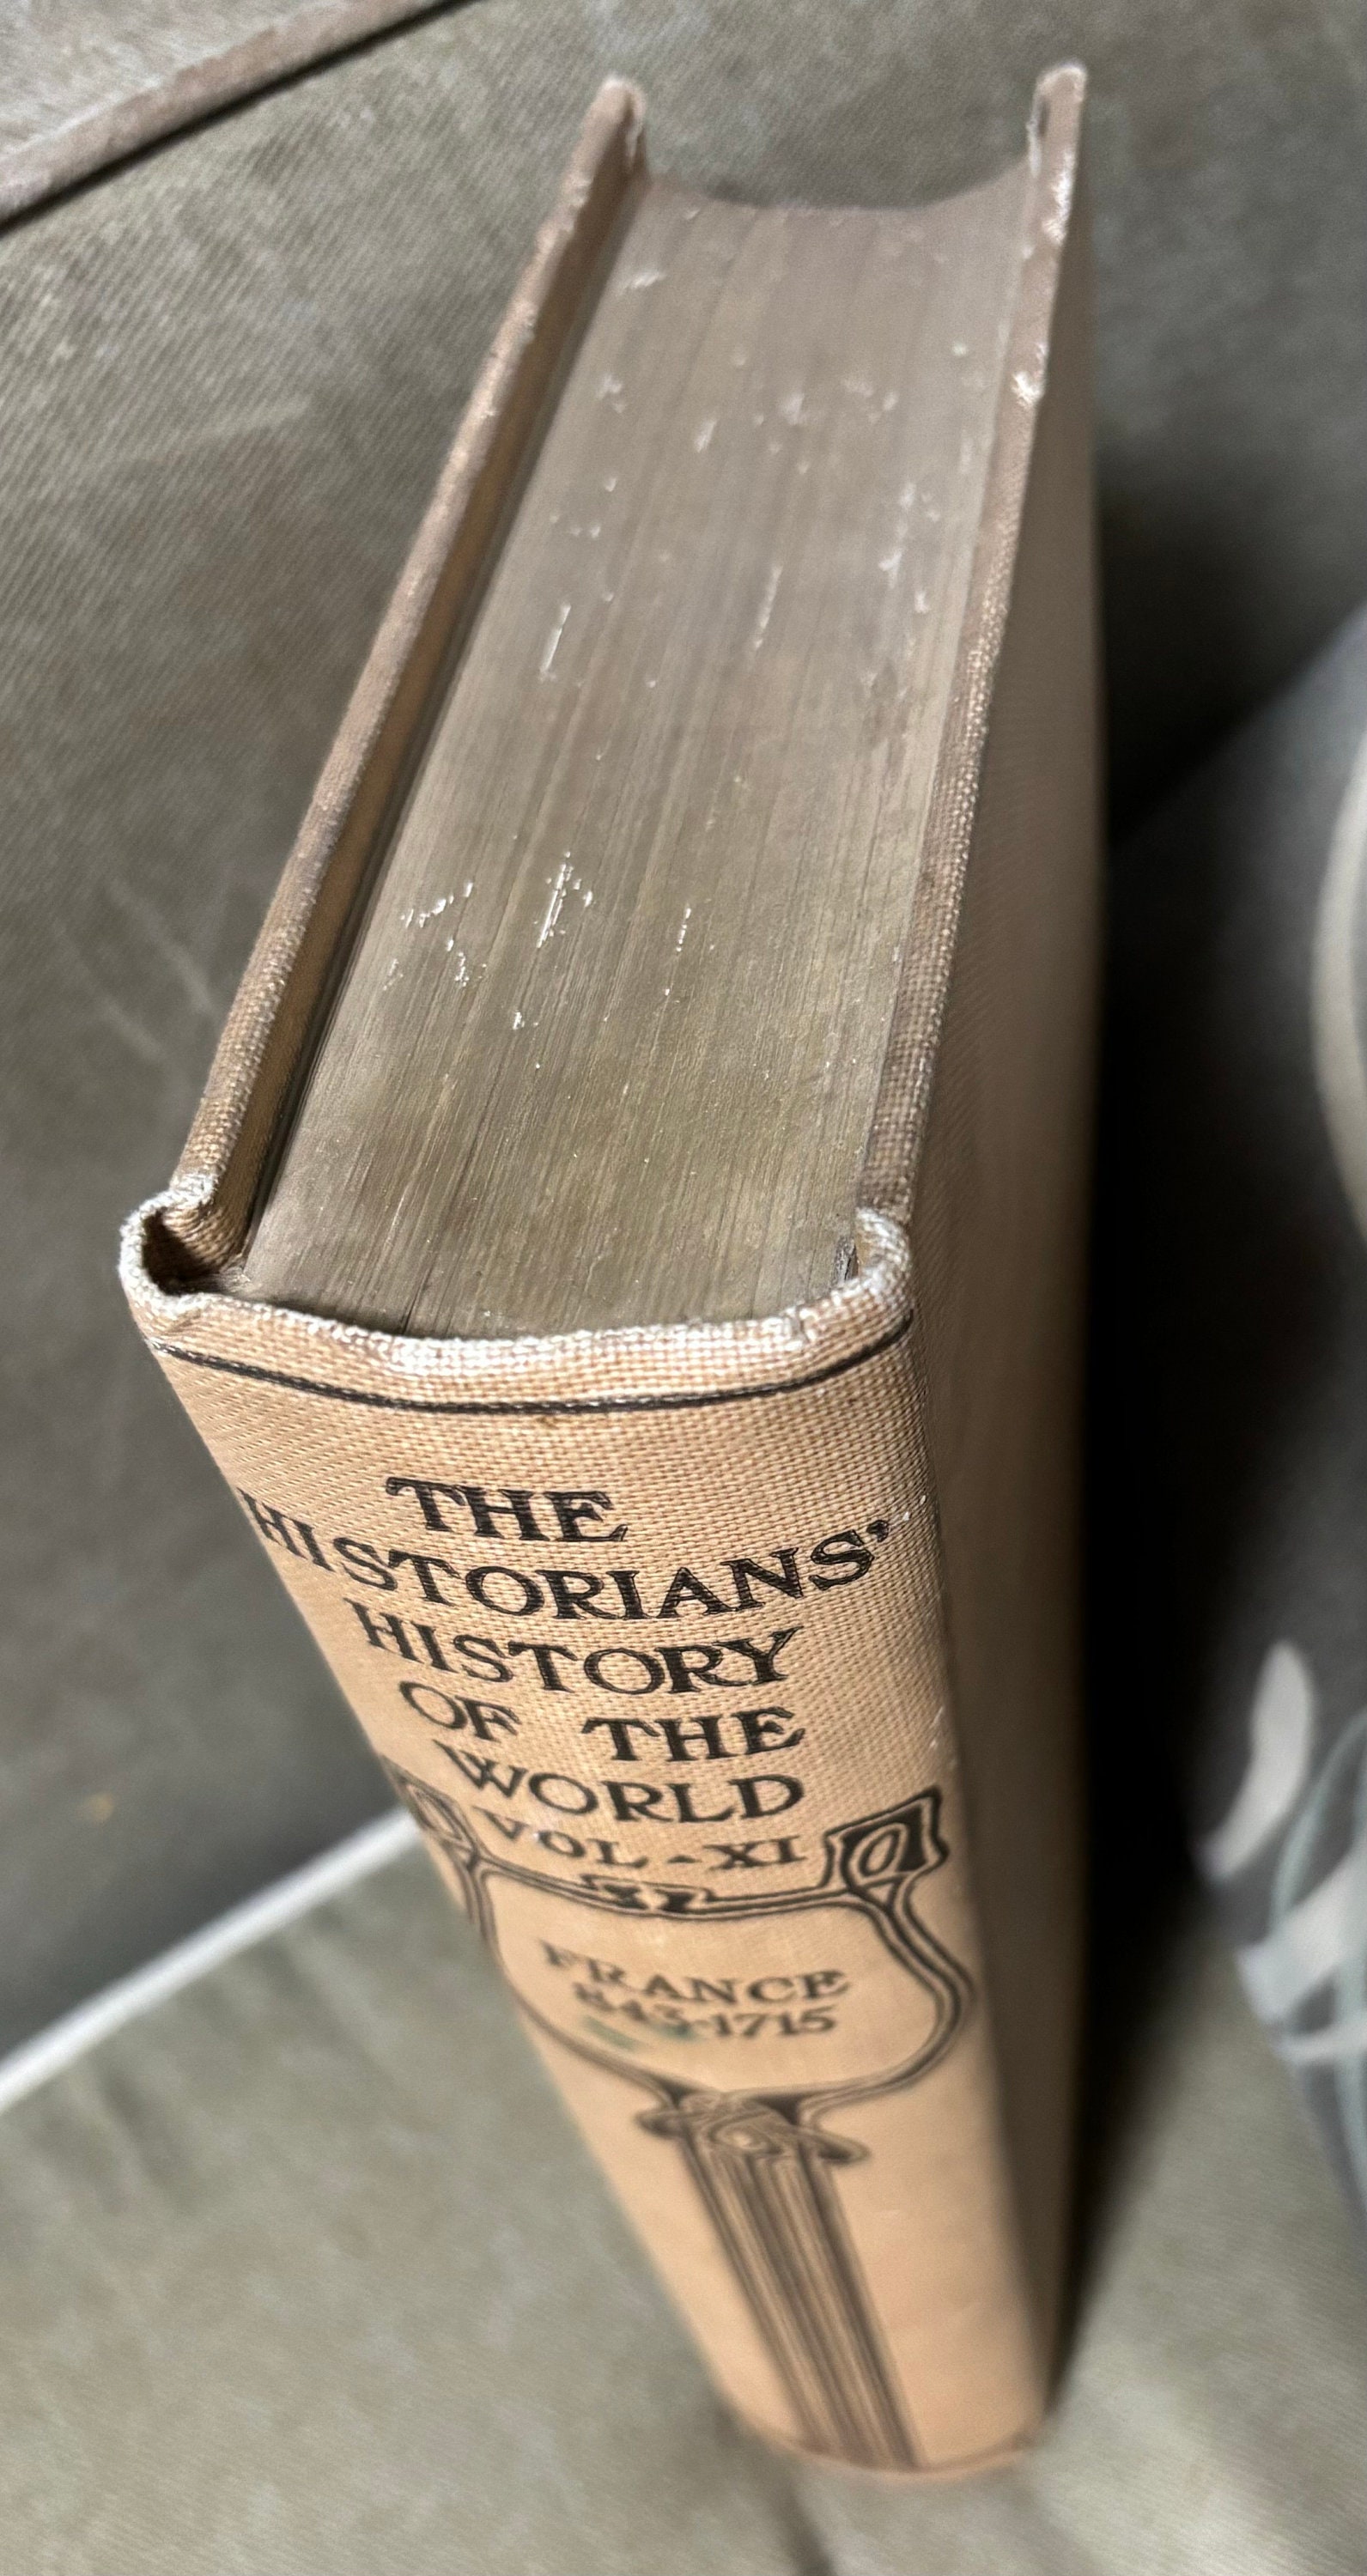 THE
HISTORIANS'
HISTORY
OF THE
WORLD
VOL-XI
FRANCE
843-1715